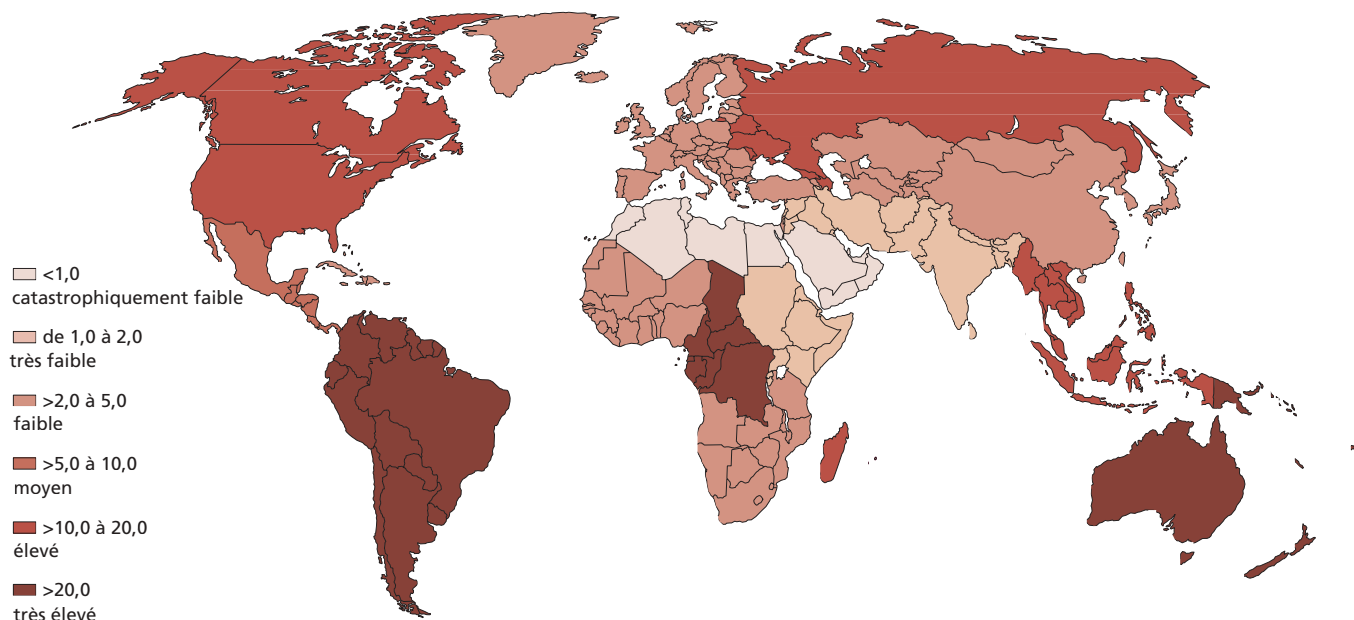 <1,0
catastrophiquement faible
de 1,0 à 2,0
très faible
>2,0 à 5,0
faible
>5,0 à 10,0
moyen
>10,0 à 20,0
élevé
>20,0
très élevé